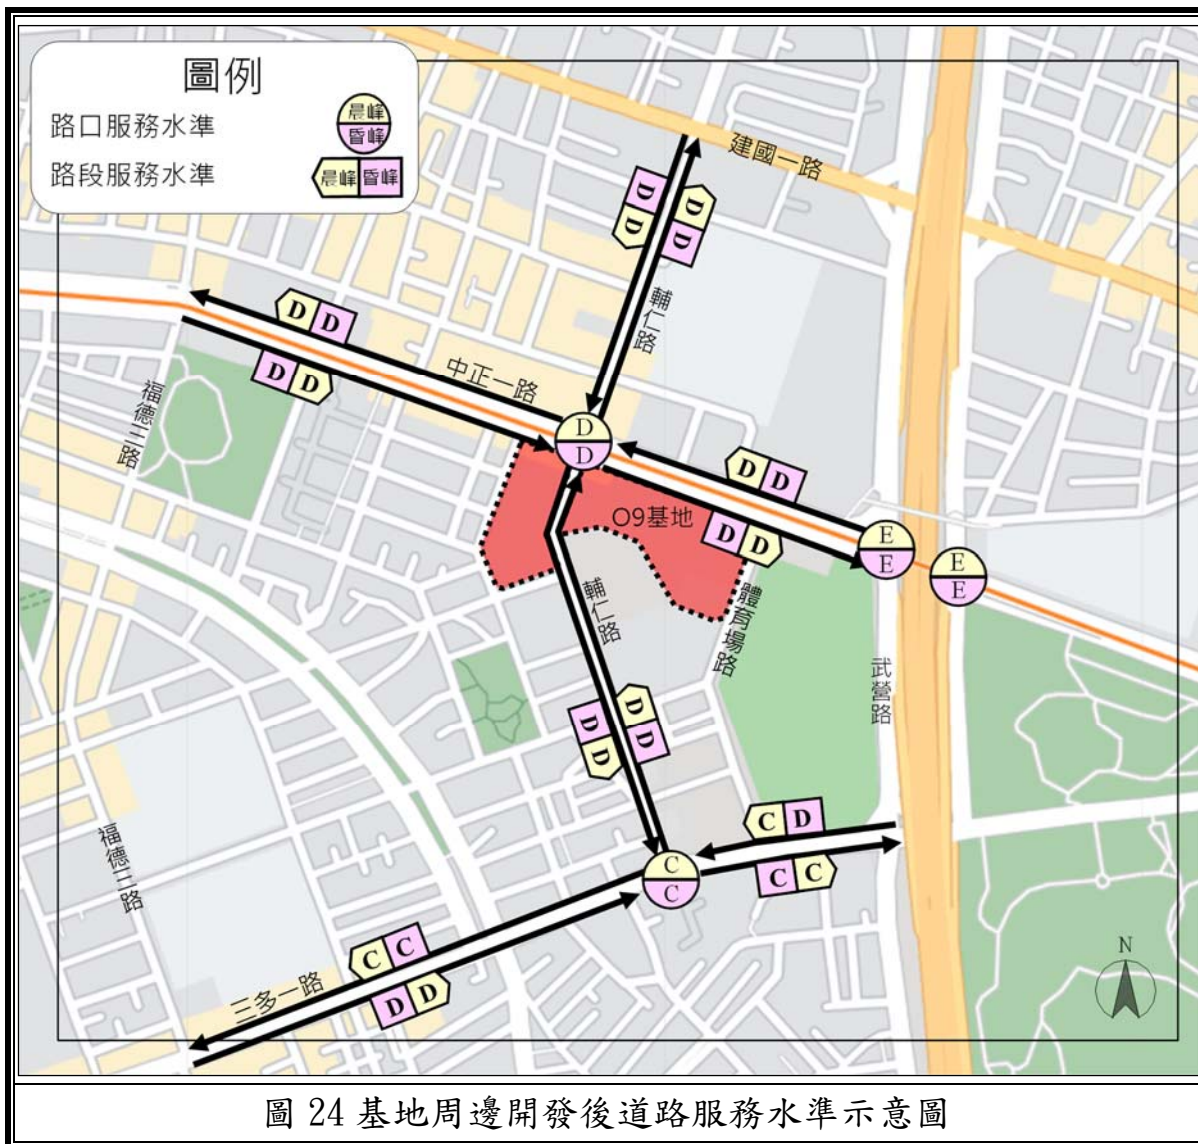 圖例
路口服務水準
晨峰
昏峰
路段服務水準
晨峰 昏峰
建國一路
D D
D D
輔仁路
D D
D D
中正一路
福德三路
D
D
D D
O9基地
D D
E
E
E
E
輔仁路
體育場路
武營路
D D
D D
C D
C C
C
C
福德二路
C C
D D
三多一路
N
圖 24 基地周邊開發後道路服務水準示意圖